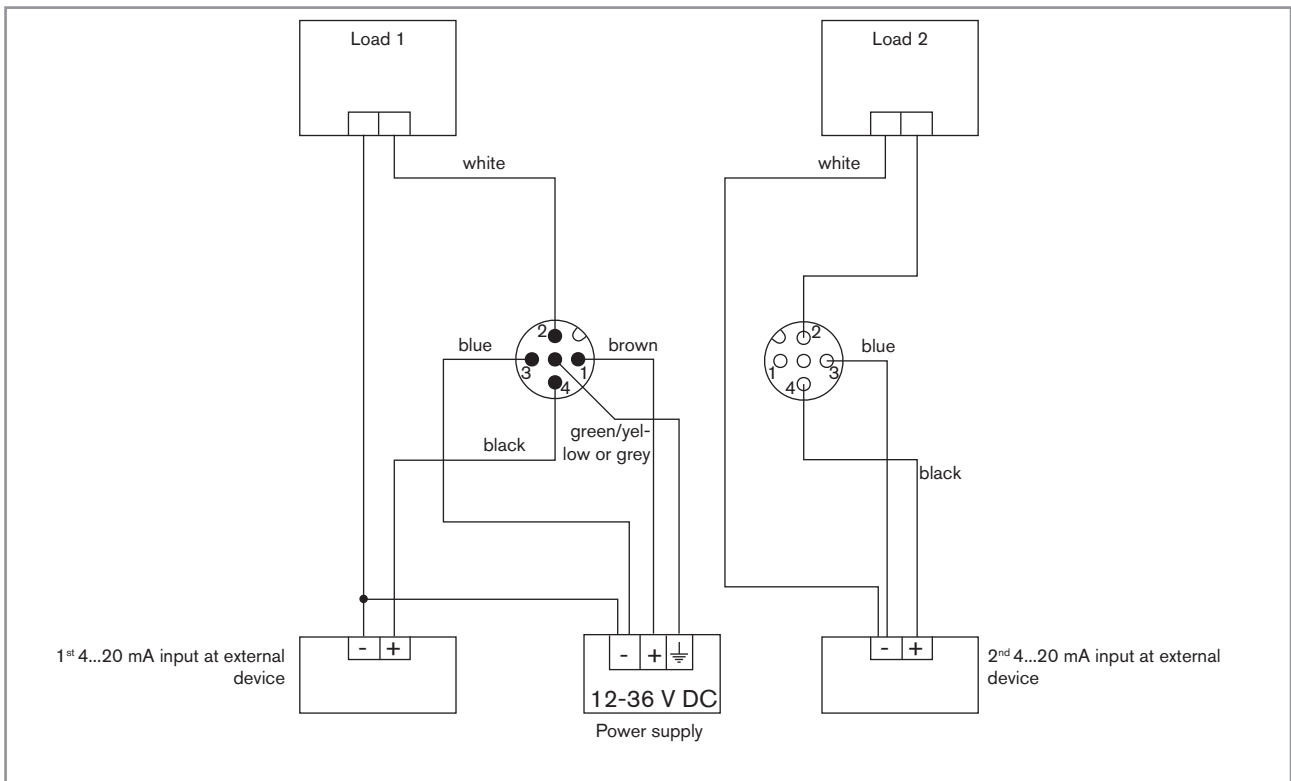 Load 1
Load 2
white
white
2
2
blue
brown
blue
3
1
1
3
4
4
green/yel-
low or grey
black
black
1st 4...20 mA input at external
device
- +
- + 
- +
2nd 4...20 mA input at external
device
12-36 V DC
Power supply